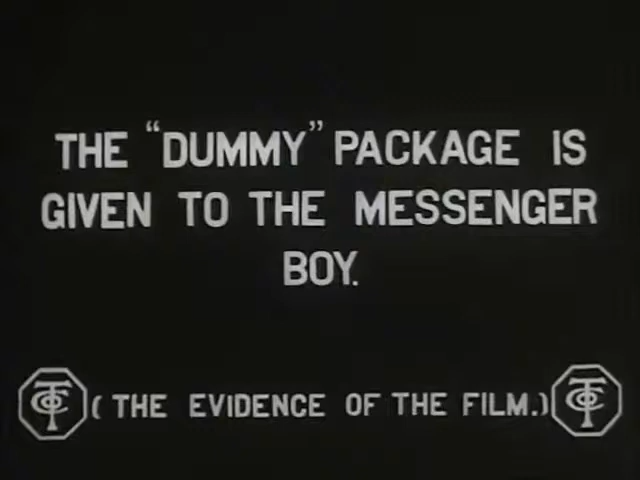 THE "DUMMY" PACKAGE IS
GIVEN TO THE MESSENGER
BOY.
(THE EVIDENCE OF THE FILM.)